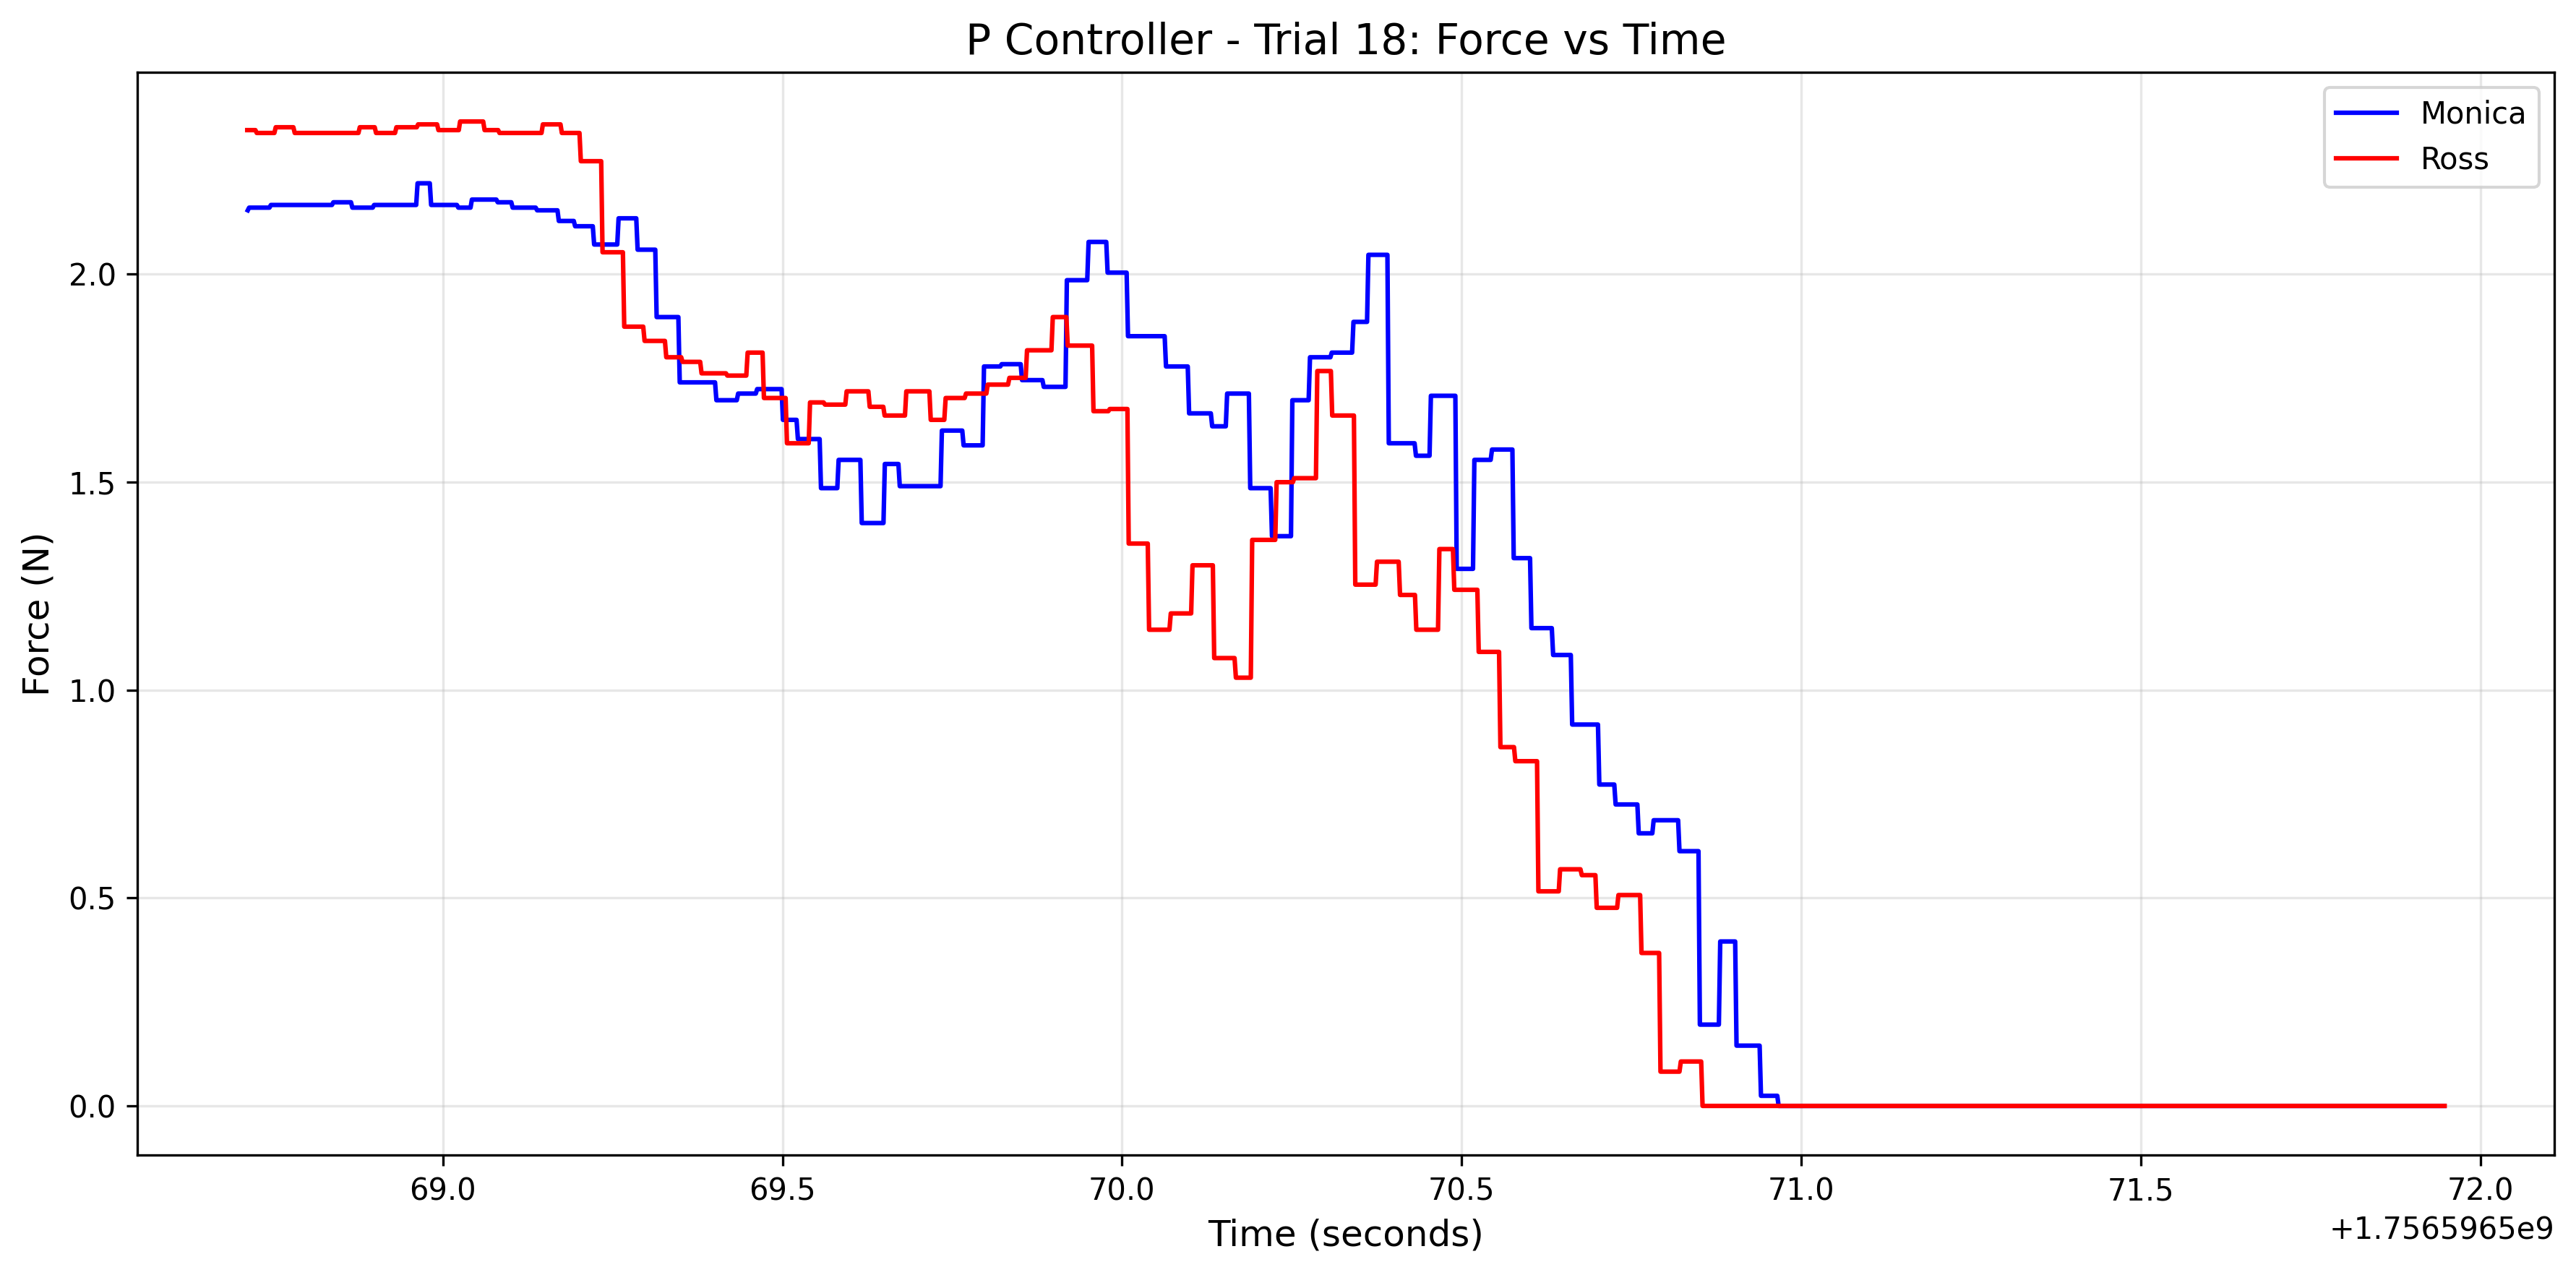 P Controller - Trial 18: Force vs Time
Monica
Ross
Force (N)
2.0
1.5
1.0
0.5
0.0
69.0 69.5 70.0 70.5 71.0 71.5 72.0
+1.7565965e9
Time (seconds)